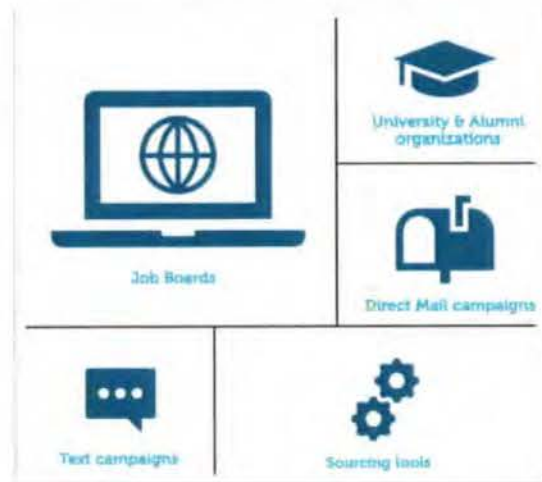 University & Alumni
organizations
Job Boards
Direct Mail campaigns
Text campaigns
Sourcing tools